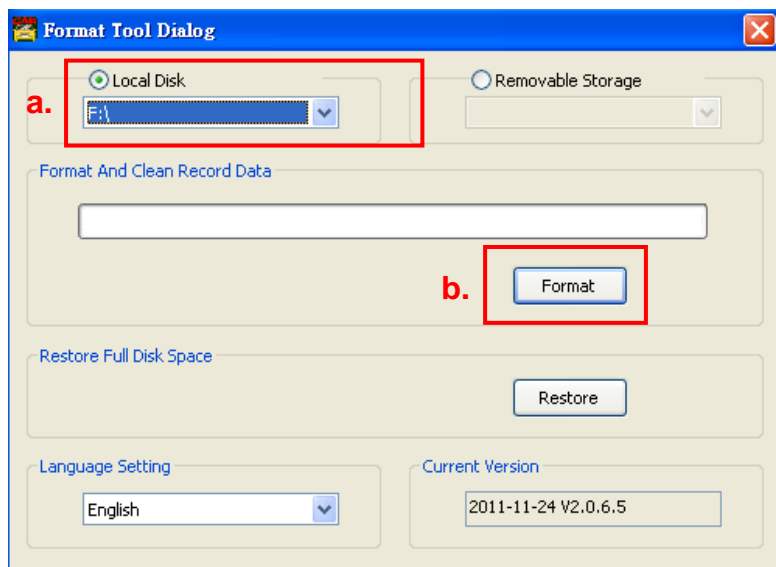 Format Tool Dialog
a.
Local Disk
F:\
Removable Storage
Format And Clean Record Data
b.
Format
Restore Full Disk Space
Restore
Language Setting
English
Current Version
2011-11-24 V2.0.6.5